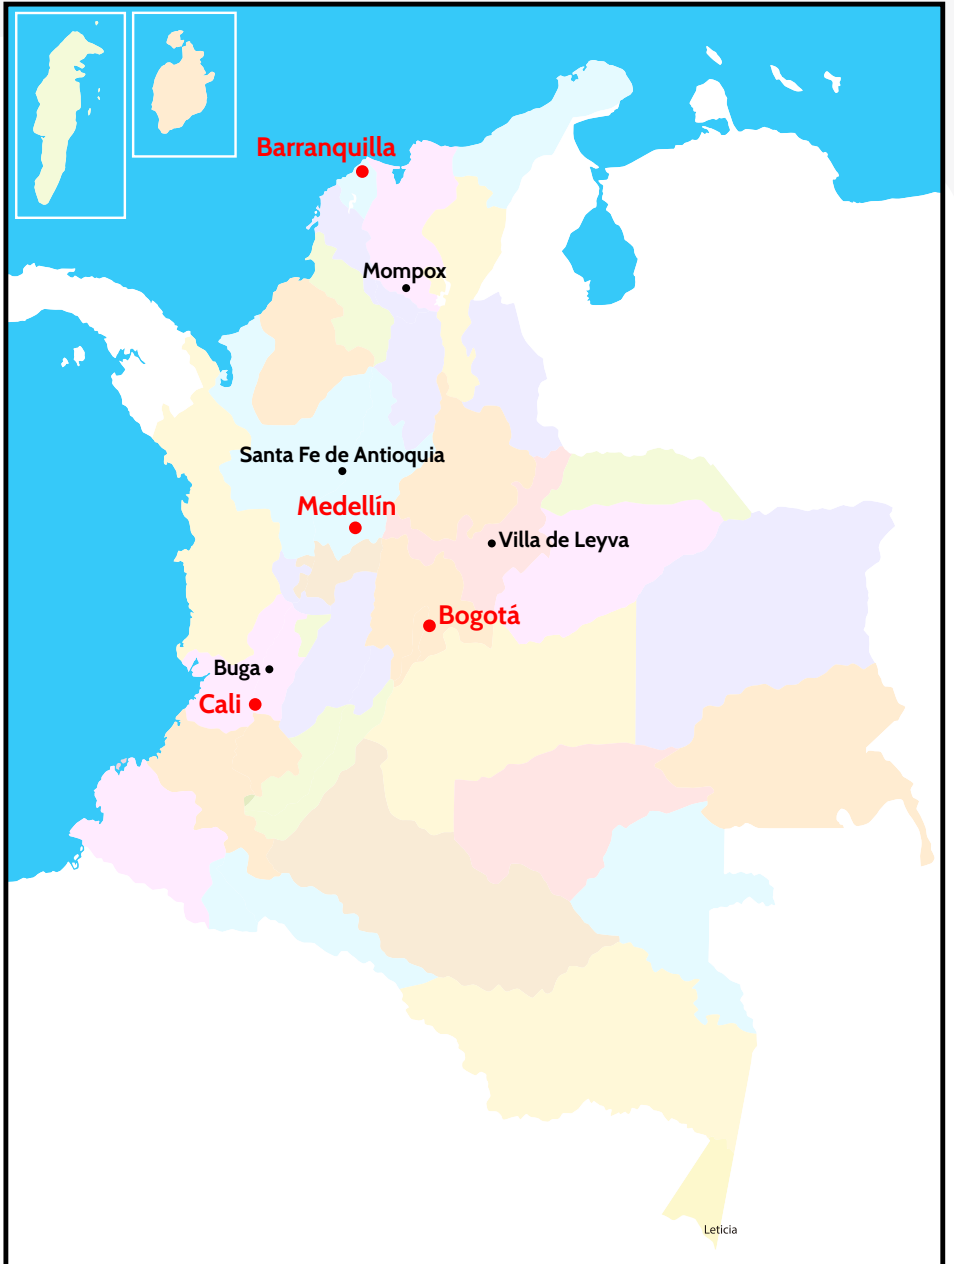 Barranquilla
Mompox
Santa Fe de Antioquia
Medellín
Villa de Leyva
Bogotá
Buga
Cali
Leticia